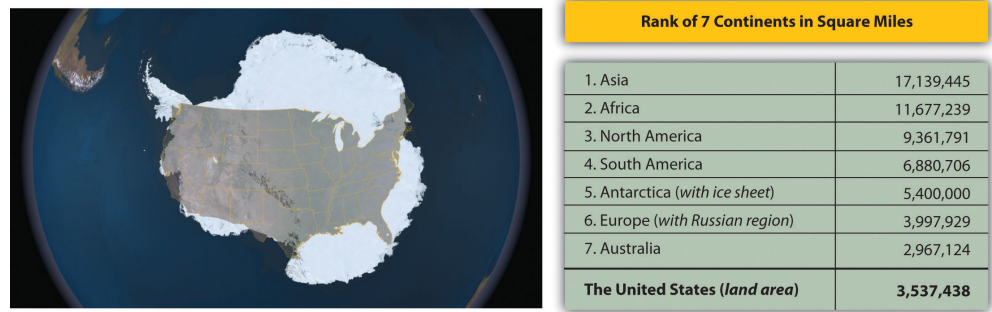 Rank of 7 Continents in Square Miles
1. Asia 17,139,445
2. Africa 11,677,239
3. North America 9,361,791
4. South America 6,880,706
5. Antarctica (with ice sheet) 5,400,000
6. Europe (with Russian region) 3,997,929
7. Australia 2,967,124
The United States (land area) 3,537,438